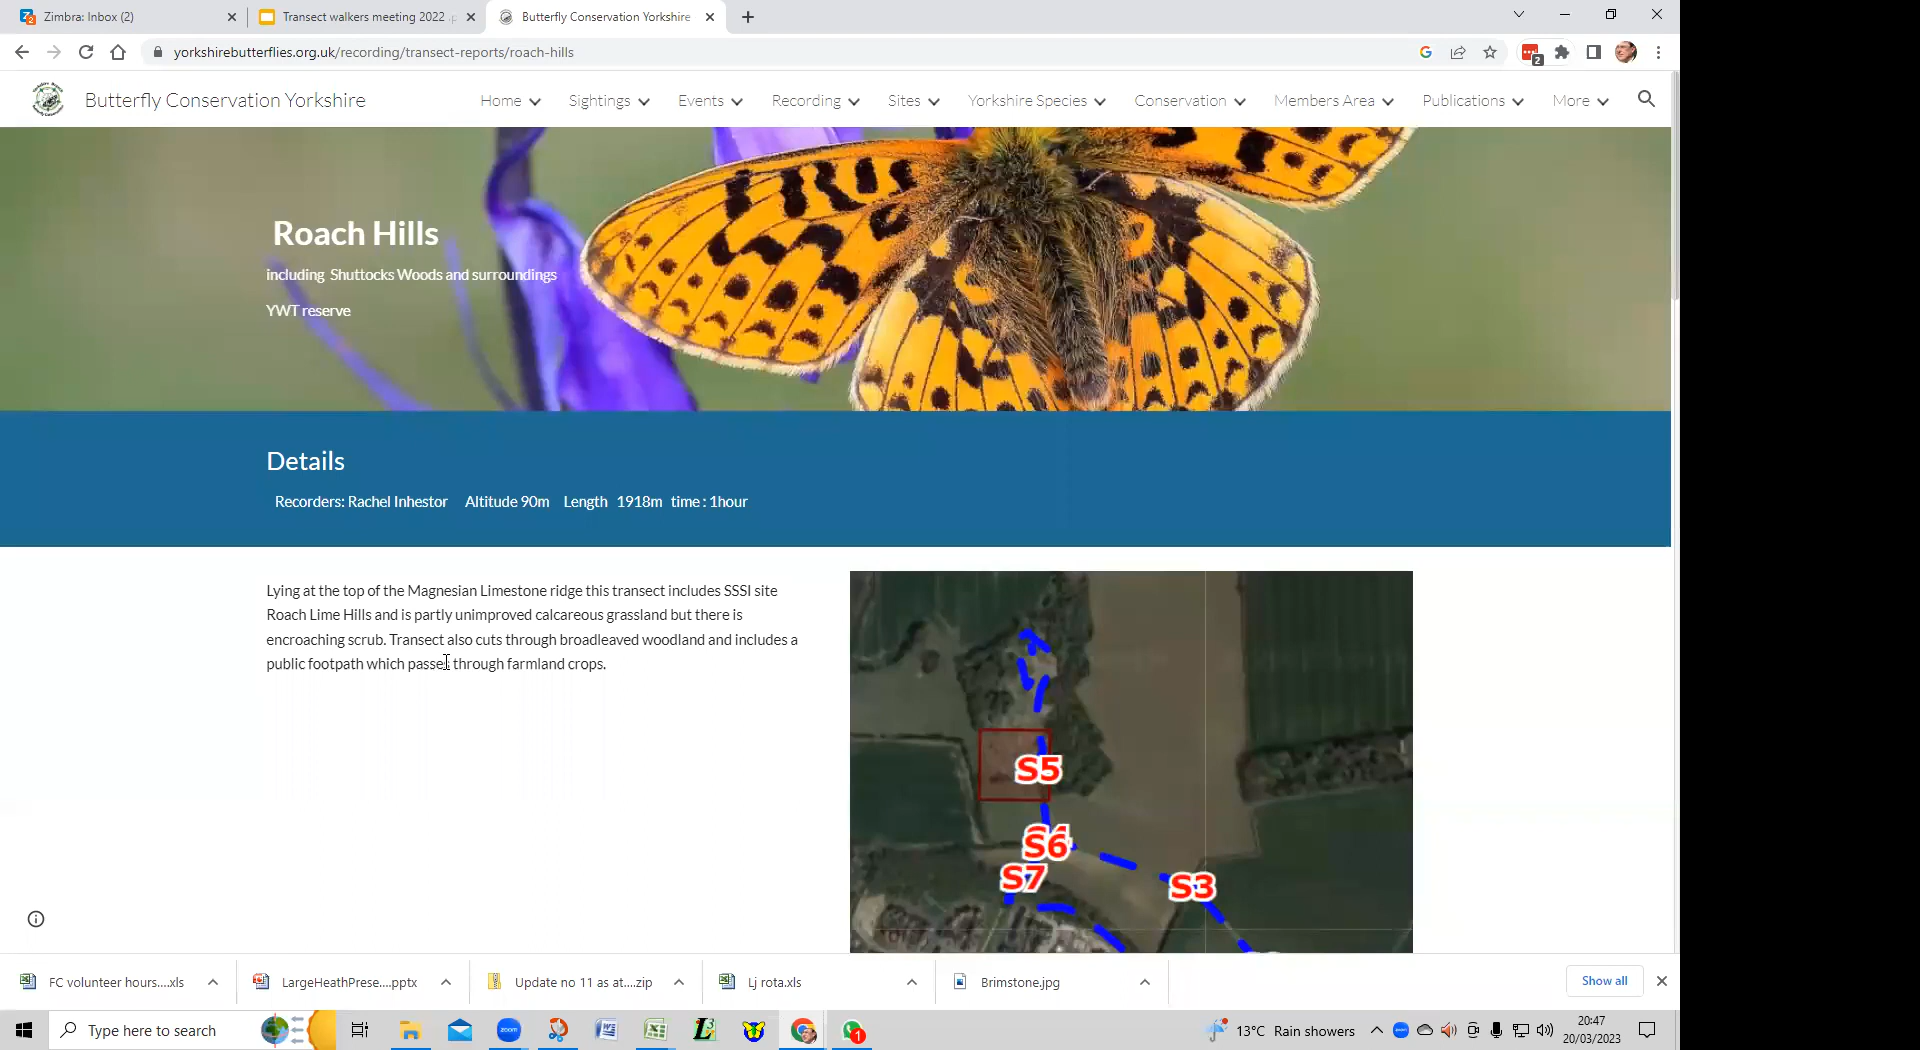 Zimbra: Inbox (2)
Transect walkers meeting 2022 .p
Butterfly Conservation Yorkshire
yorkshirebutterflies.org.uk/recording/transect-reports/roach-hills
2
Butterfly Conservation Yorkshire
Home
Sightings
Events
Recording
Sites
Yorkshire Species
Conservation
Members Area
Publications
More
Roach Hills
including Shuttocks Woods and surroundings
YWT reserve
Details
Recorders: Rachel Inhestor Altitude 90m Length 1918m time : 1hour
Lying at the top of the Magnesian Limestone ridge this transect includes SSSI site
Roach Lime Hills and is partly unimproved calcareous grassland but there is
encroaching scrub. Transect also cuts through broadleaved woodland and includes a
public footpath which passes through farmland crops.
S5
S6
S7
S3
FC volunteer hours....xls
LargeHeathPrese....pptx
Update no 11 as at....zip
Lj rota.xls
Brimstone.jpg
Show all
Type here to search
zoom
1
13°C Rain showers
20:47
20/03/2023